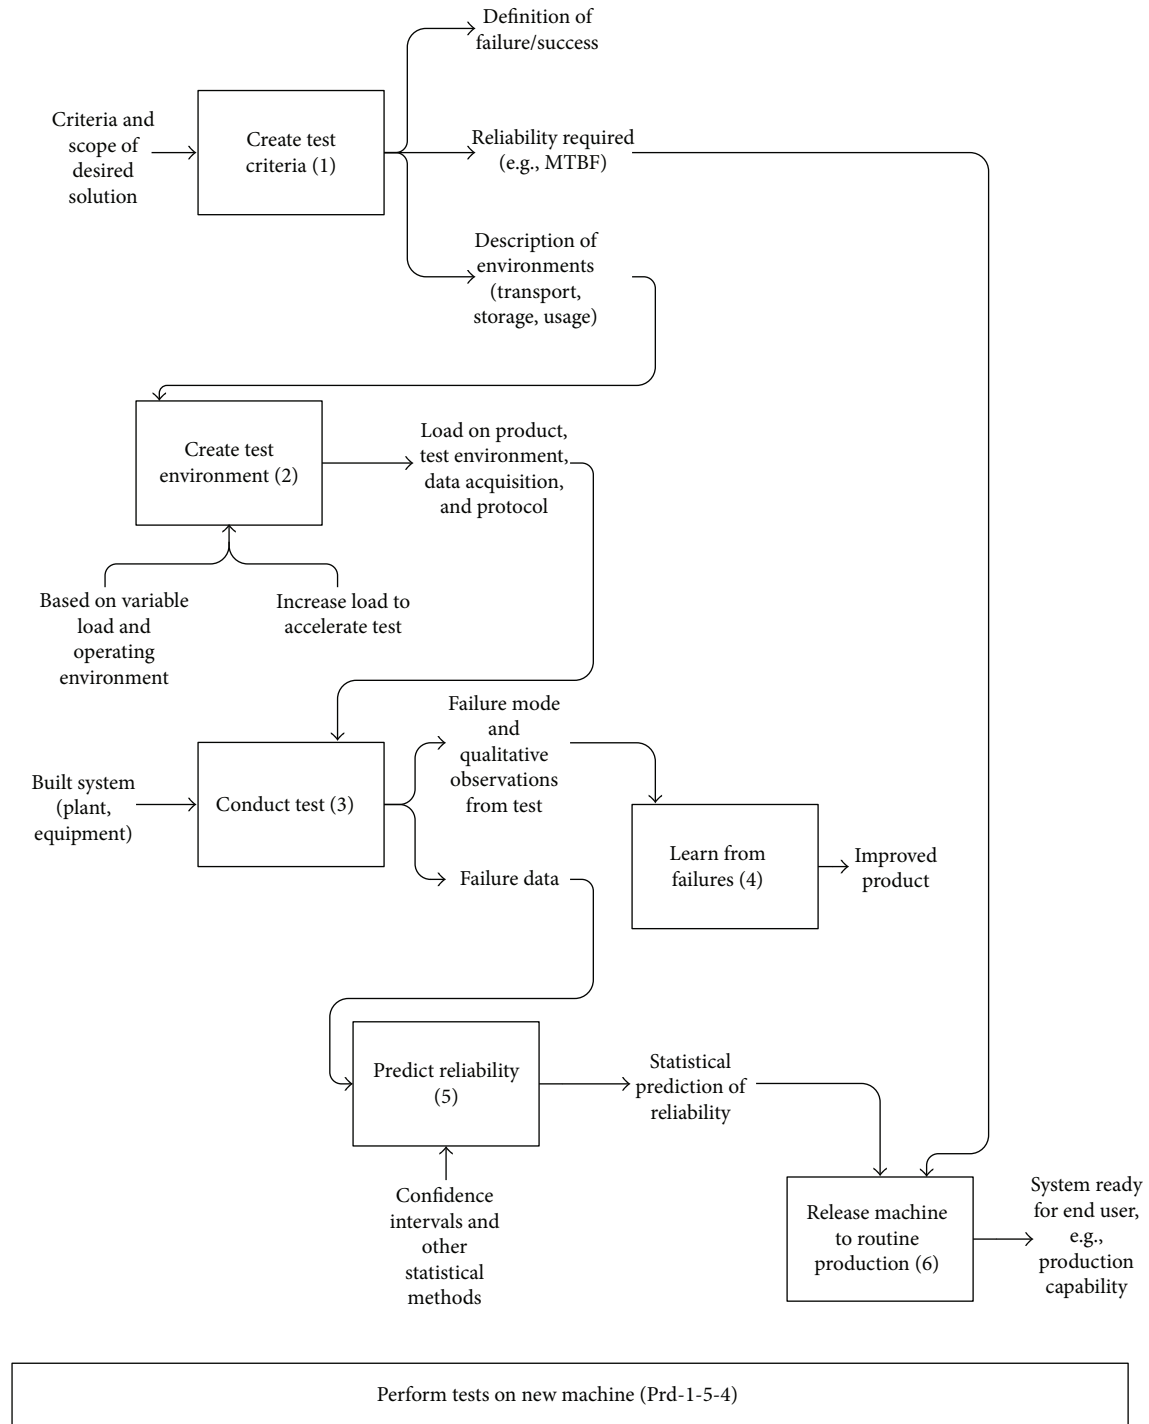 Definition of
failure/success
Criteria and
scope of
desired
solution
Create test
criteria (1)
Reliability required
(e.g., MTBF)
Description of
environments
(transport,
storage, usage)
Create test
environment (2)
Load on product,
test environment,
data acquisition,
and protocol
Based on variable
load and
operating
environment
Increase load to
accelerate test
Failure mode
and
qualitative
observations
from test
Built system
(plant,
equipment)
Conduct test (3)
Learn from
failures (4)
Improved
product
Failure data
Predict reliability
(5)
Statistical
prediction of
reliability
Confidence
intervals and
other
statistical
methods
Release machine
to routine
production (6)
System ready
for end user,
e.g.,
production
capability
Perform tests on new machine (Prd-1-5-4)